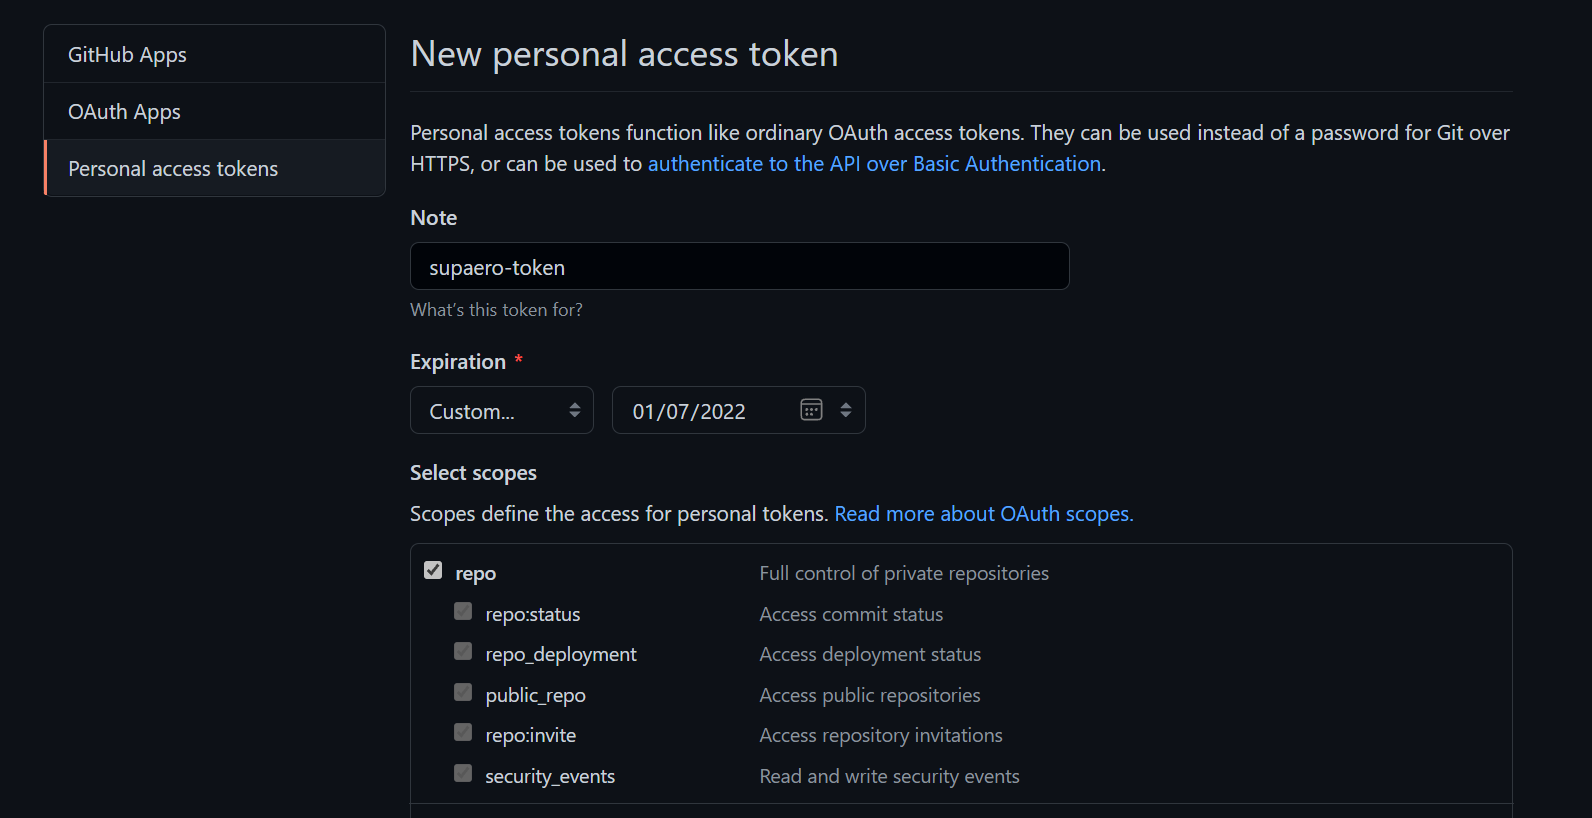 GitHub Apps
OAuth Apps
Personal access tokens
New personal access token
Personal access tokens function like ordinary OAuth access tokens. They can be used instead of a password for Git over
HTTPS, or can be used to authenticate to the API over Basic Authentication.
Note
supaero-token
What's this token for?
Expiration *
Custom... 01/07/2022
Select scopes
Scopes define the access for personal tokens. Read more about OAuth scopes.
repo Full control of private repositories
repo:status Access commit status
repo_deployment Access deployment status
public_repo Access public repositories
repo:invite Access repository invitations
security_events Read and write security events